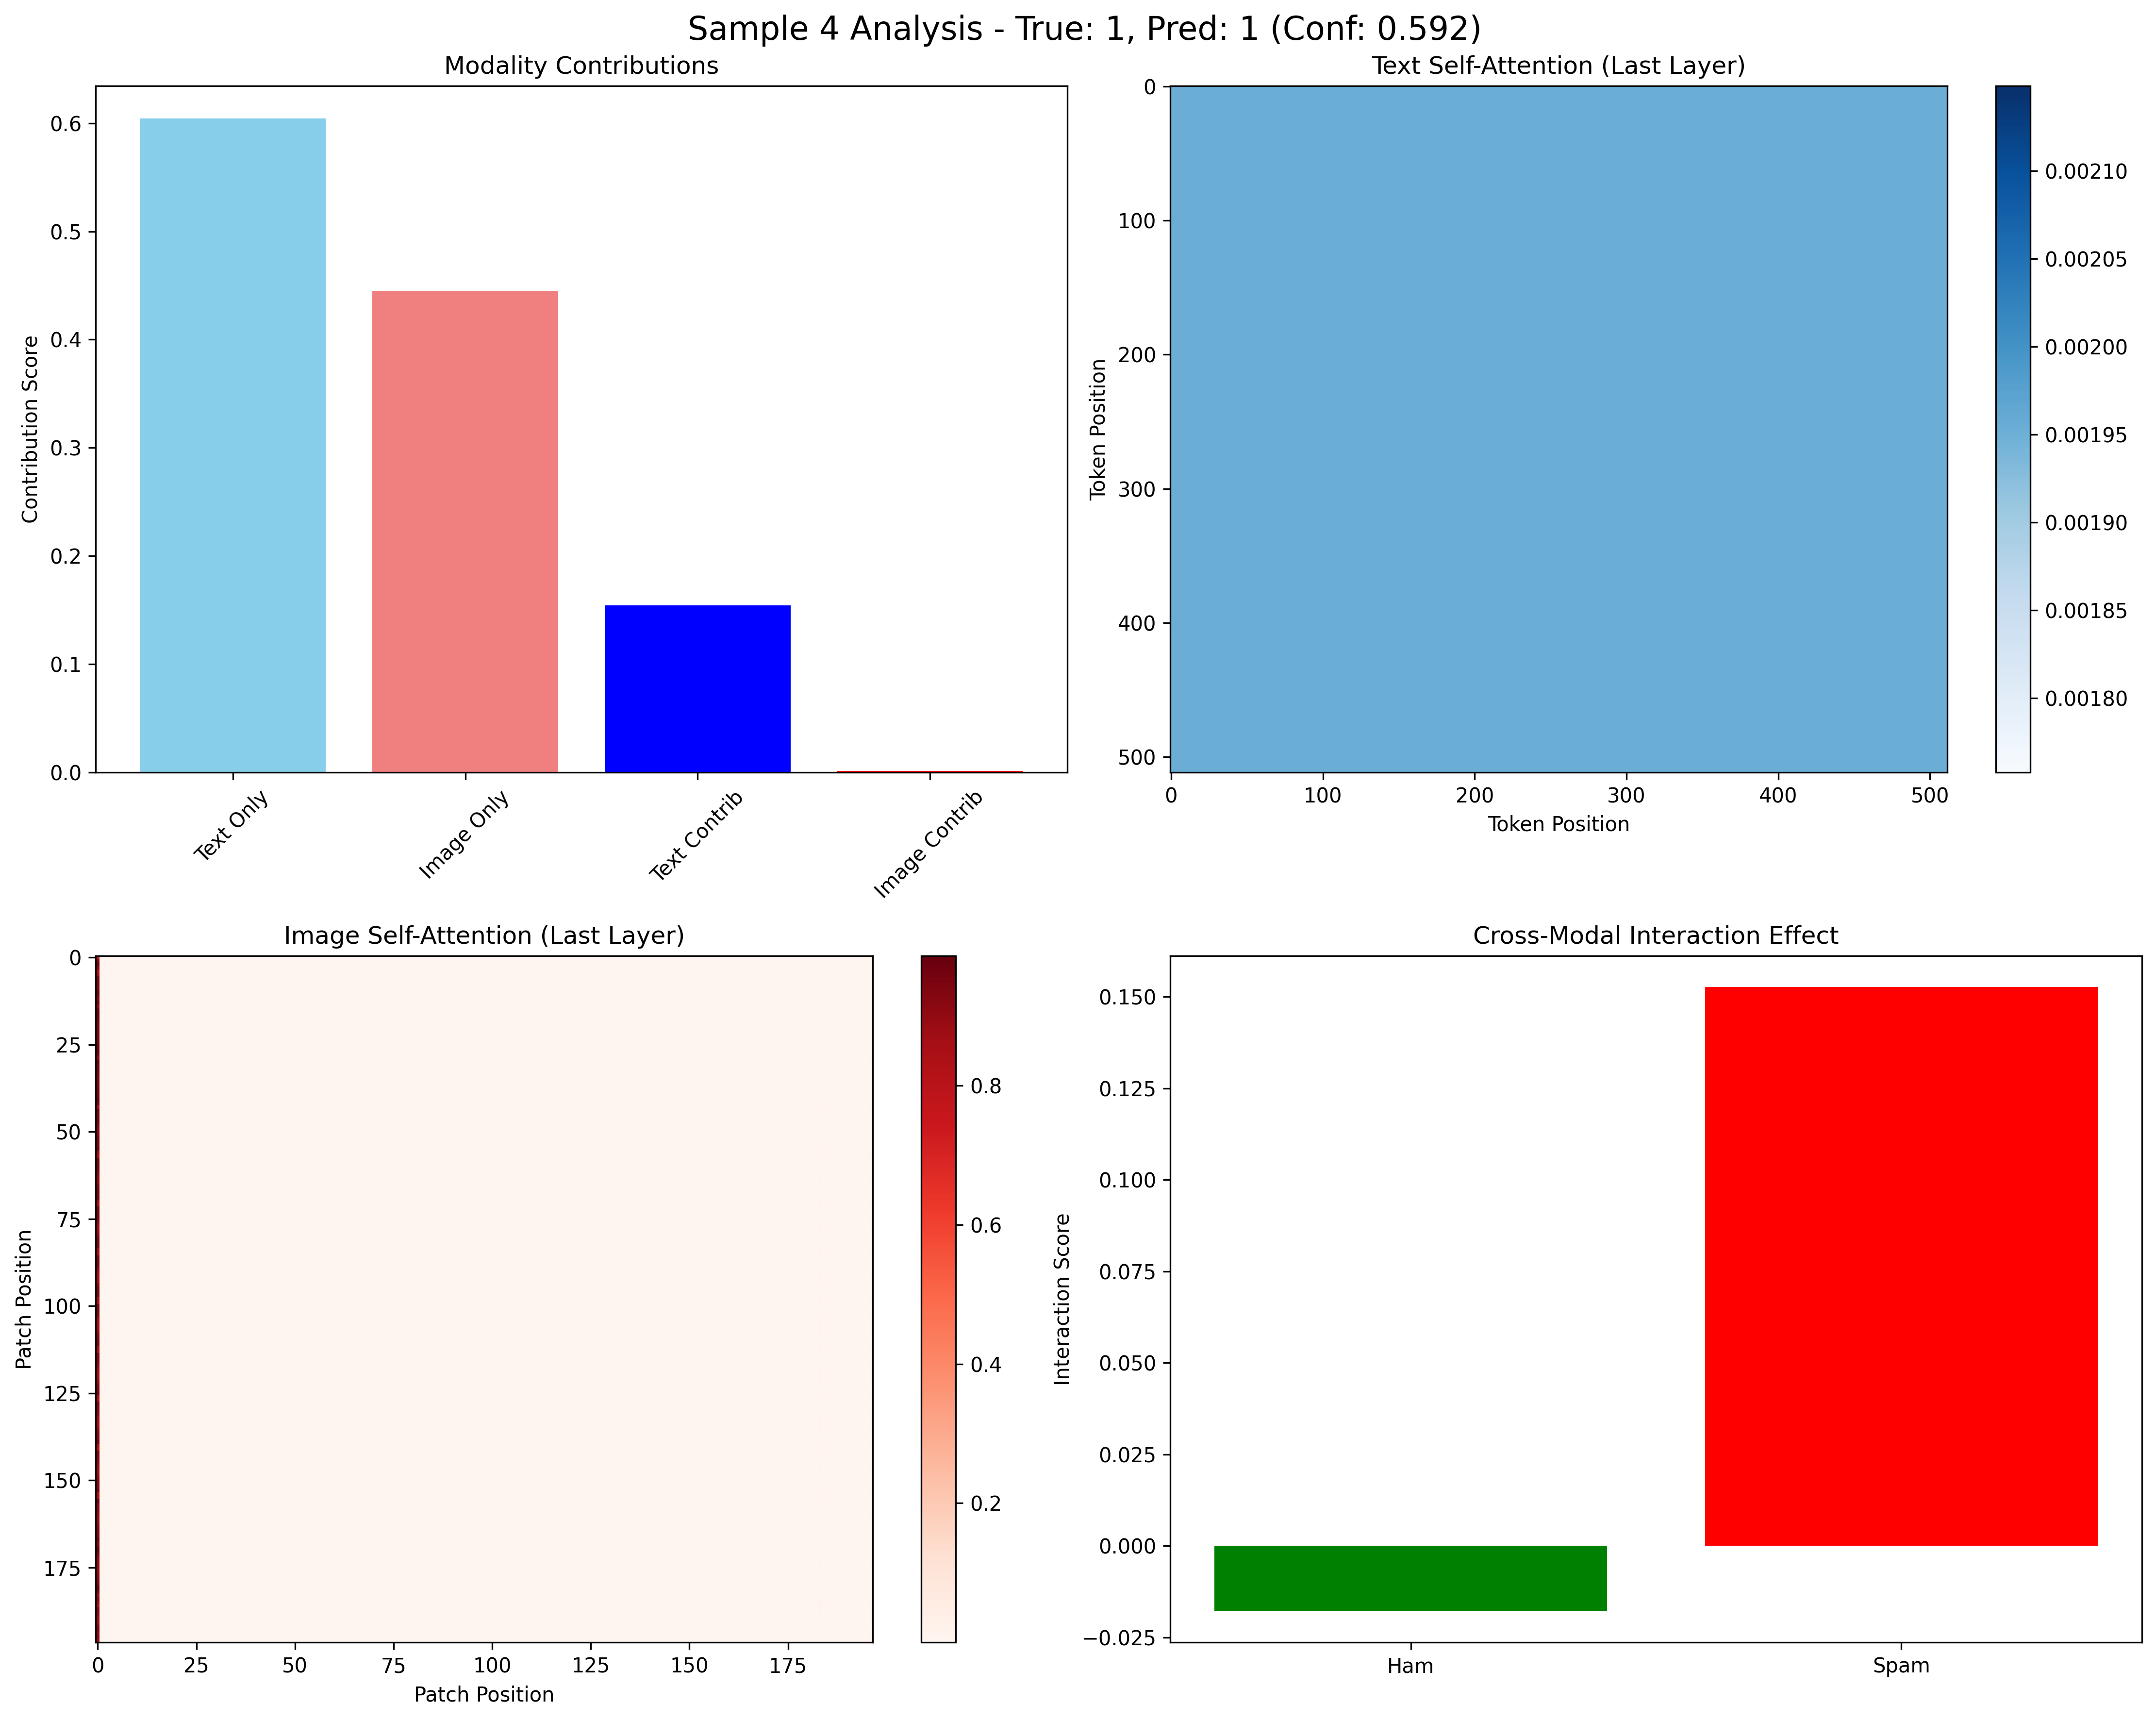 Sample 4 Analysis - True: 1, Pred: 1 (Conf: 0.592)
Modality Contributions
Contribution Score
0.6
0.5
0.4
0.3
0.2
0.1
0.0
Text Only
Image Only
Text Contrib
Image Contrib
Text Self-Attention (Last Layer)
Token Position
0
100
200
300
400
500
0 100 200 300 400 500
Token Position
0.00210
0.00205
0.00200
0.00195
0.00190
0.00185
0.00180
Image Self-Attention (Last Layer)
Patch Position
0
25
50
75
100
125
150
175
0 25 50 75 100 125 150 175
Patch Position
0.8
0.6
0.4
0.2
Cross-Modal Interaction Effect
Interaction Score
0.150
0.125
0.100
0.075
0.050
0.025
0.000
−0.025
Ham Spam